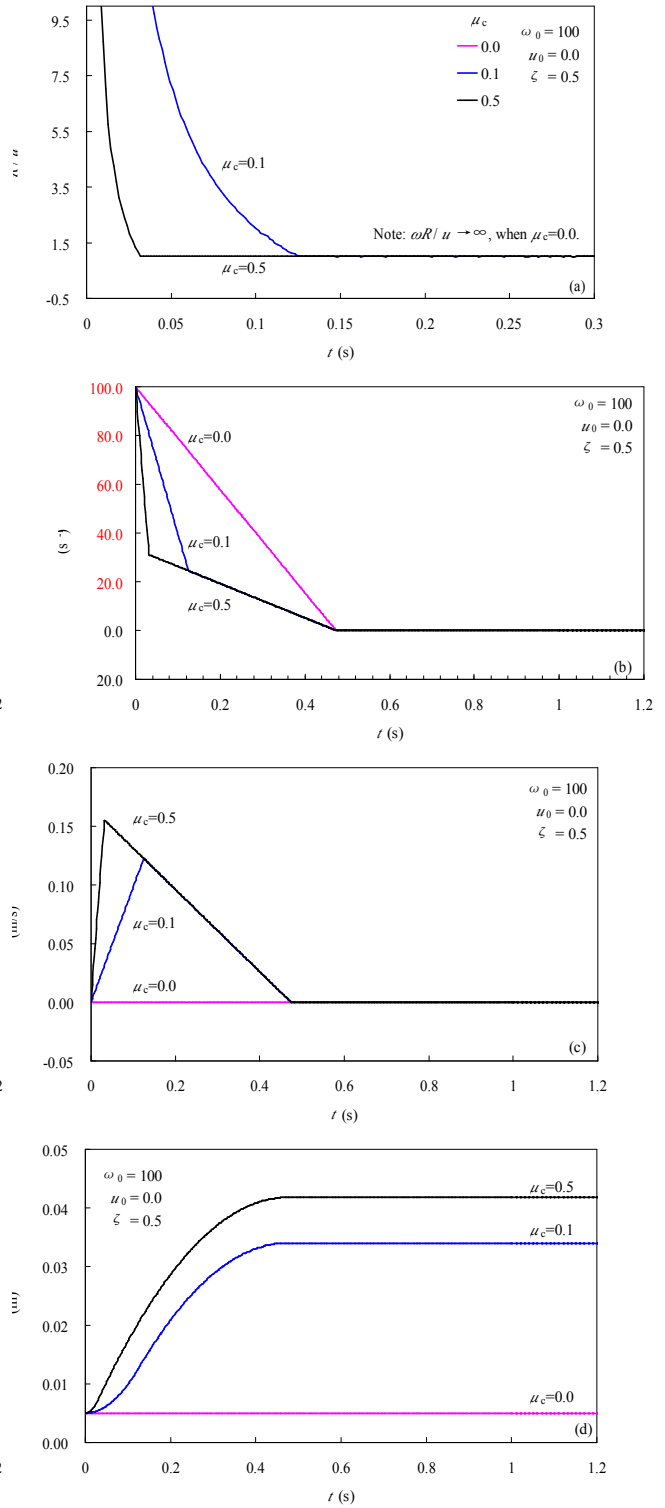 9.5
7.5
5.5
3.5
1.5
-0.5
μc
0.0
0.1
0.5
ω0 = 100
u0 = 0.0
ζ = 0.5
μc=0.1
Note: ωR/ u →∞, when μc=0.0.
μc=0.5
(a)
0 0.05 0.1 0.15 0.2 0.25 0.3
t (s)
100.0
80.0
60.0
40.0
20.0
0.0
20.0
(s⁻¹)
ω0 = 100
u0 = 0.0
ζ = 0.5
μc=0.0
μc=0.1
μc=0.5
(b)
0 0.2 0.4 0.6 0.8 1 1.2
t (s)
0.20
0.15
0.10
0.05
0.00
-0.05
(m/s)
ω0 = 100
u0 = 0.0
ζ = 0.5
μc=0.5
μc=0.1
μc=0.0
(c)
0 0.2 0.4 0.6 0.8 1 1.2
t (s)
0.05
0.04
0.03
0.02
0.01
0.00
ω0 = 100
u0 = 0.0
ζ = 0.5
μc=0.5
μc=0.1
μc=0.0
(d)
0 0.2 0.4 0.6 0.8 1 1.2
t (s)